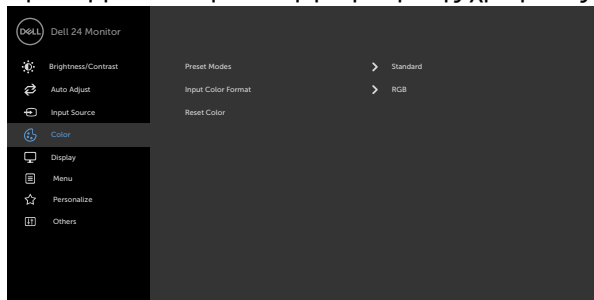 DELL Dell 24 Monitor
Brightness/Contrast
Auto Adjust
Input Source
Color
Display
Menu
Personalize
Others
Preset Modes Standard
Input Color Format RGB
Reset Color